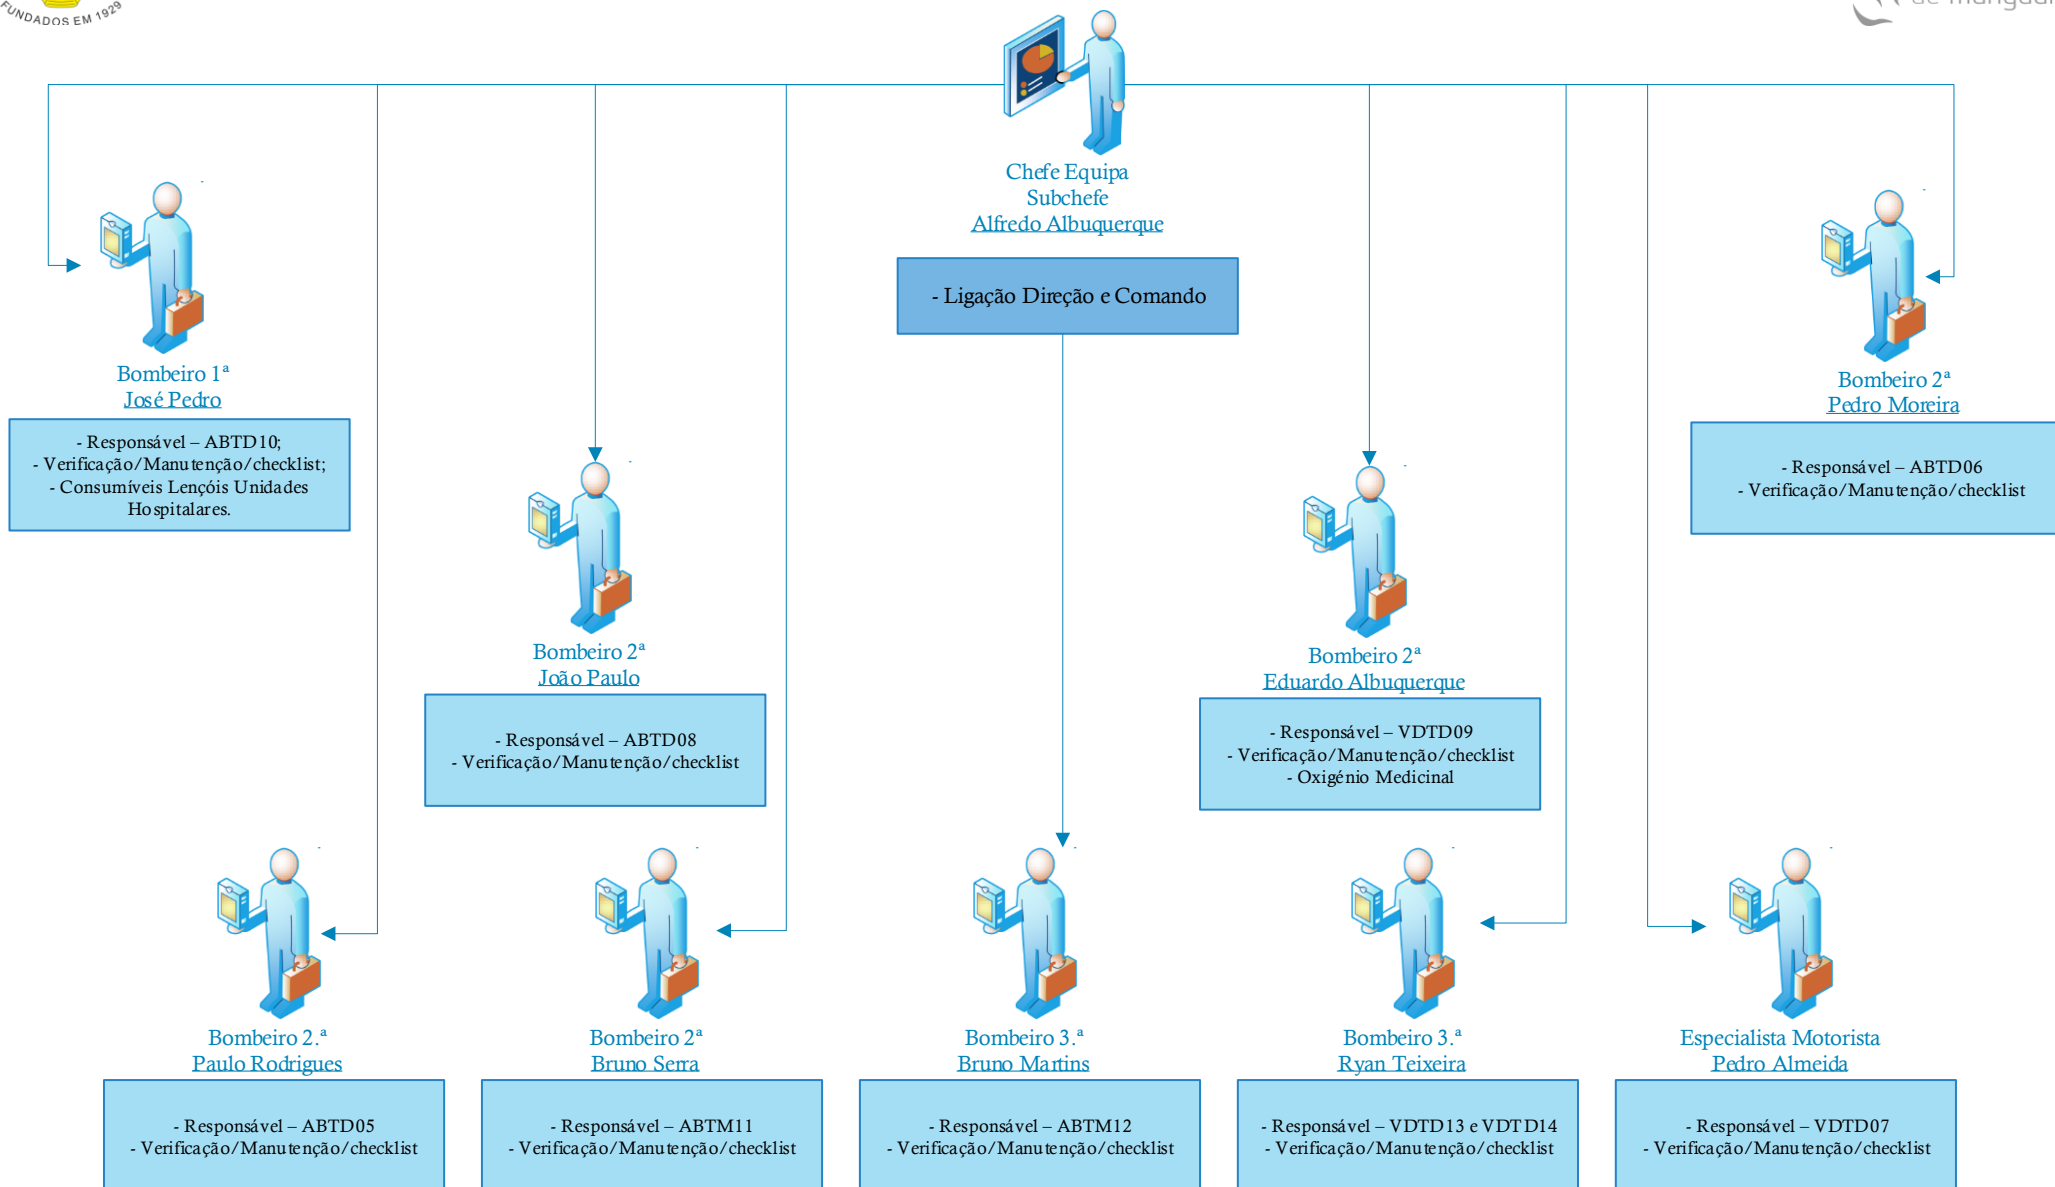 FUNDADOS EM 1929
de mangual
Chefe Equipa
Subchefe
Alfredo Albuquerque
- Ligação Direção e Comando
Bombeiro 1ª
José Pedro
- Responsável – ABTD10;
- Verificação/Manutenção/checklist;
- Consumíveis Lençóis Unidades
Hospitalares.
Bombeiro 2ª
Pedro Moreira
- Responsável – ABTD06
- Verificação/Manutenção/checklist
Bombeiro 2ª
João Paulo
- Responsável – ABTD08
- Verificação/Manutenção/checklist
Bombeiro 2ª
Eduardo Albuquerque
- Responsável – VDTD09
- Verificação/Manutenção/checklist
- Oxigénio Medicinal
Bombeiro 2.ª
Paulo Rodrigues
- Responsável – ABTD05
- Verificação/Manutenção/checklist
Bombeiro 2ª
Bruno Serra
- Responsável – ABTM11
- Verificação/Manutenção/checklist
Bombeiro 3.ª
Bruno Martins
- Responsável – ABTM12
- Verificação/Manutenção/checklist
Bombeiro 3.ª
Ryan Teixeira
- Responsável – VDTD13 e VDTD14
- Verificação/Manutenção/checklist
Especialista Motorista
Pedro Almeida
- Responsável – VDTD07
- Verificação/Manutenção/checklist